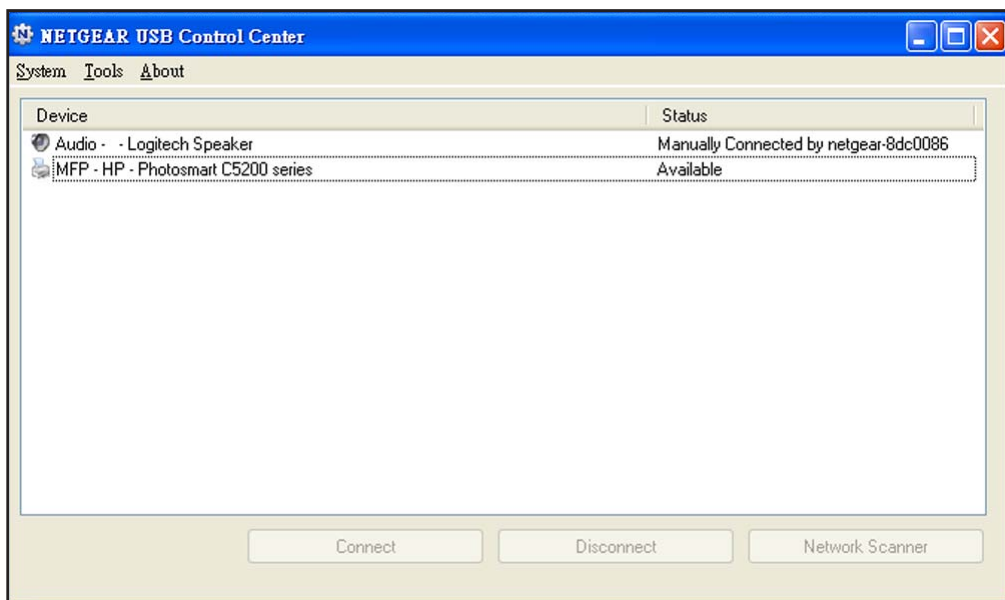 NETGEAR USB Control Center
System Tools About
Device Status
Audio - - Logitech Speaker Manually Connected by netgear-8dc0086
MFP - HP - Photosmart C5200 series Available
Connect Disconnect Network Scanner